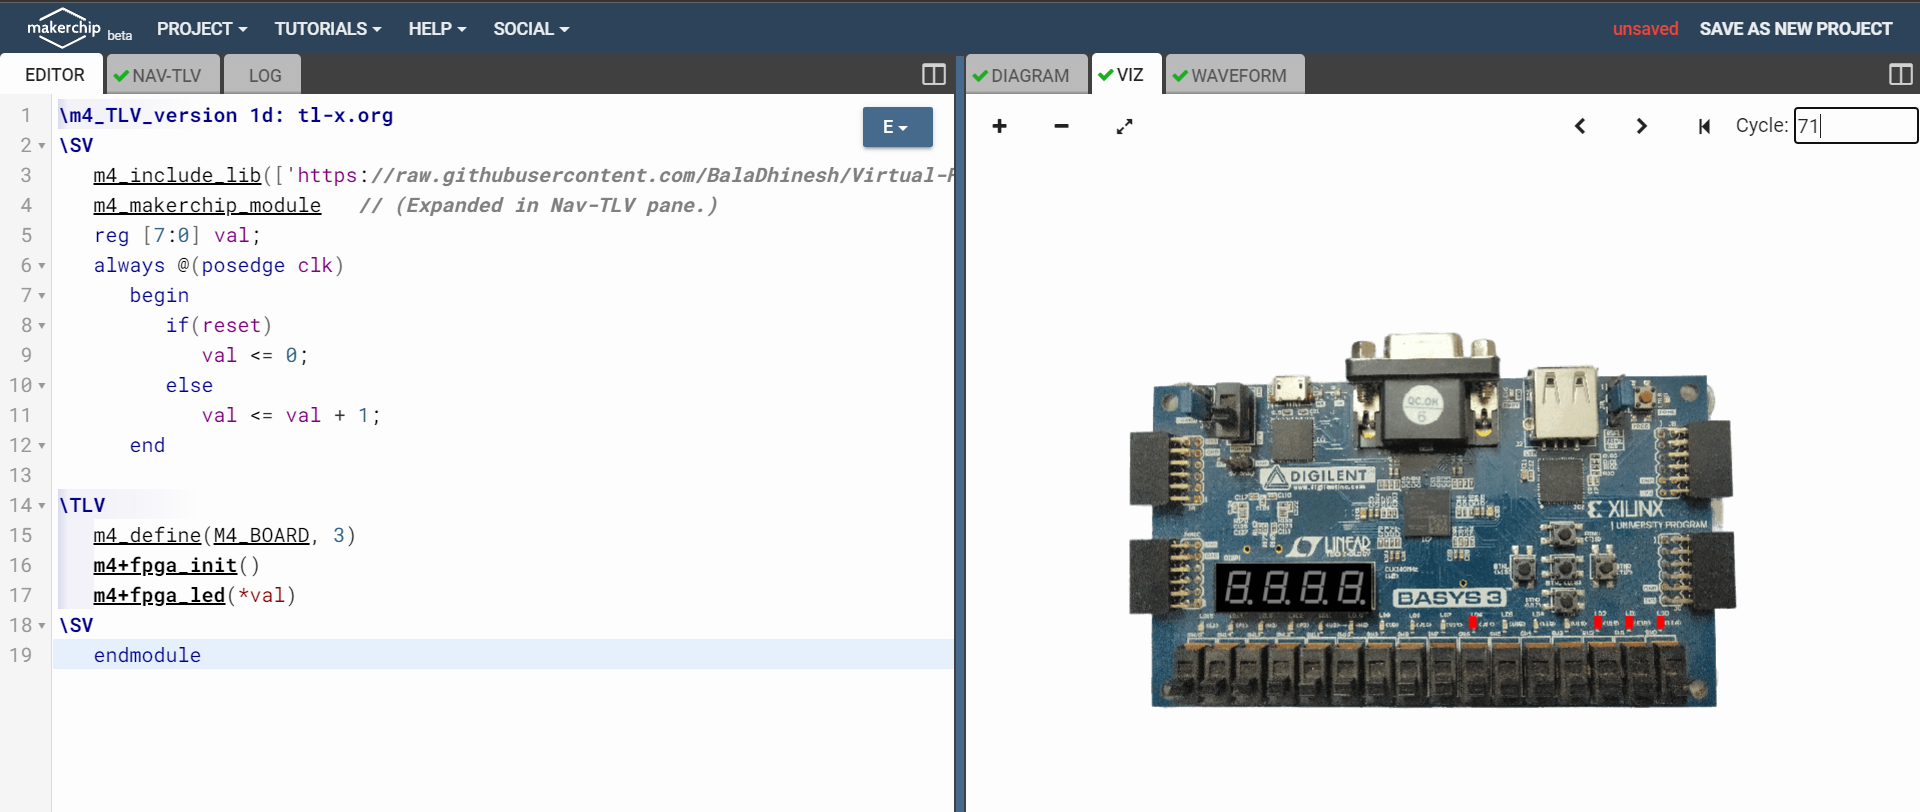 makerchip beta PROJECT TUTORIALS HELP SOCIAL unsaved SAVE AS NEW PROJECT
EDITOR NAV-TLV LOG DIAGRAM VIZ WAVEFORM
1 \m4_TLV_version 1d: tl-x.org
E
2 \SV
3 m4_include_lib(['https://raw.githubusercontent.com/BalaDhinesh/Virtual-F
4 m4_makerchip_module // (Expanded in Nav-TLV pane.)
5 reg [7:0] val;
6 always @(posedge clk)
7 begin
8 if(reset)
9 val <= 0;
10 else
11 val <= val + 1;
12 end
13
14 \TLV
15 m4_define(M4_BOARD, 3)
16 m4+fpga_init()
17 m4+fpga_led(*val)
18 \SV
19 endmodule
+ − Cycle: 71
QC.OK
6
DIGILENT
XILINX
UNIVERSITY PROGRAM
LINEAR
TECHNOLOGY
8.8.8.8.
BASYS 3